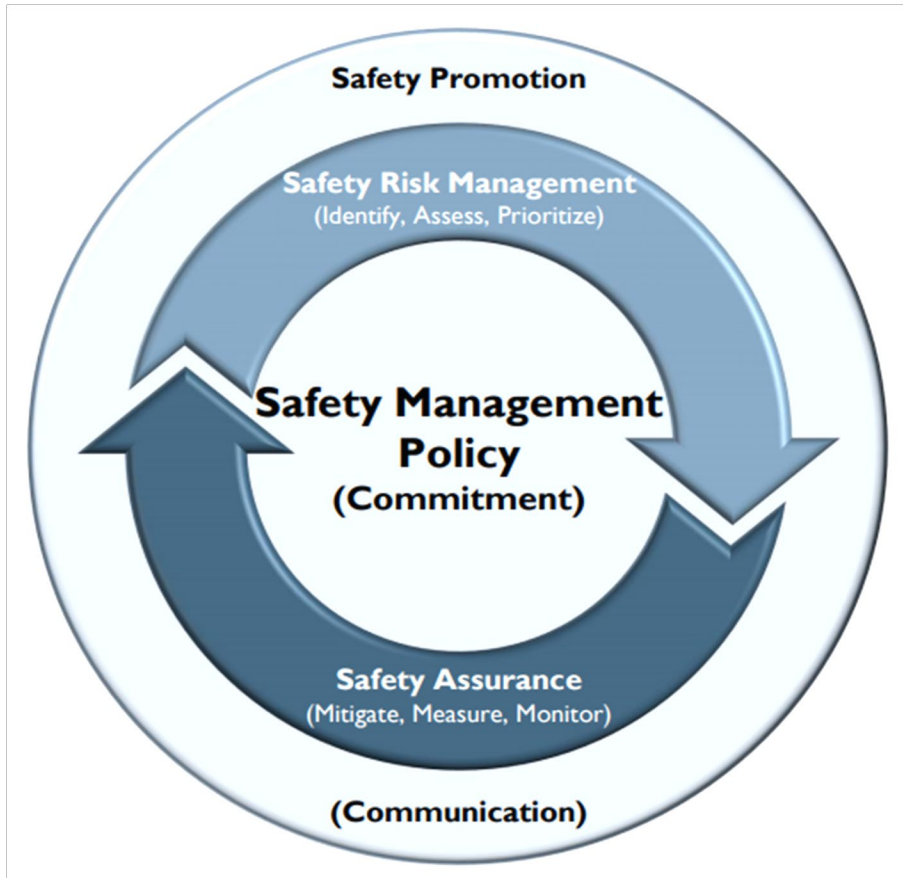 Safety Promotion
Safety Risk Management
(Identify, Assess, Prioritize)
Safety Management
Policy
(Commitment)
Safety Assurance
(Mitigate, Measure, Monitor)
(Communication)